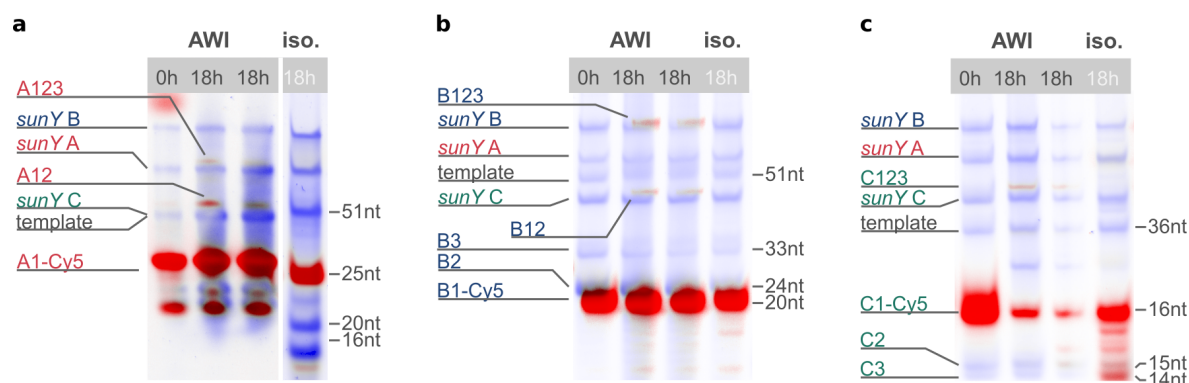 a
AWI iso.
0h 18h 18h 18h
A123
sunY B
sunY A
A12
sunY C
template
A1-Cy5
51nt
25nt
20nt
16nt
b
AWI iso.
0h 18h 18h 18h
B123
sunY B
sunY A
template
sunY C
B12
B3
B2
B1-Cy5
51nt
33nt
24nt
20nt
c
AWI iso.
0h 18h 18h 18h
sunY B
sunY A
C123
sunY C
template
C1-Cy5
C2
C3
36nt
16nt
15nt
14nt